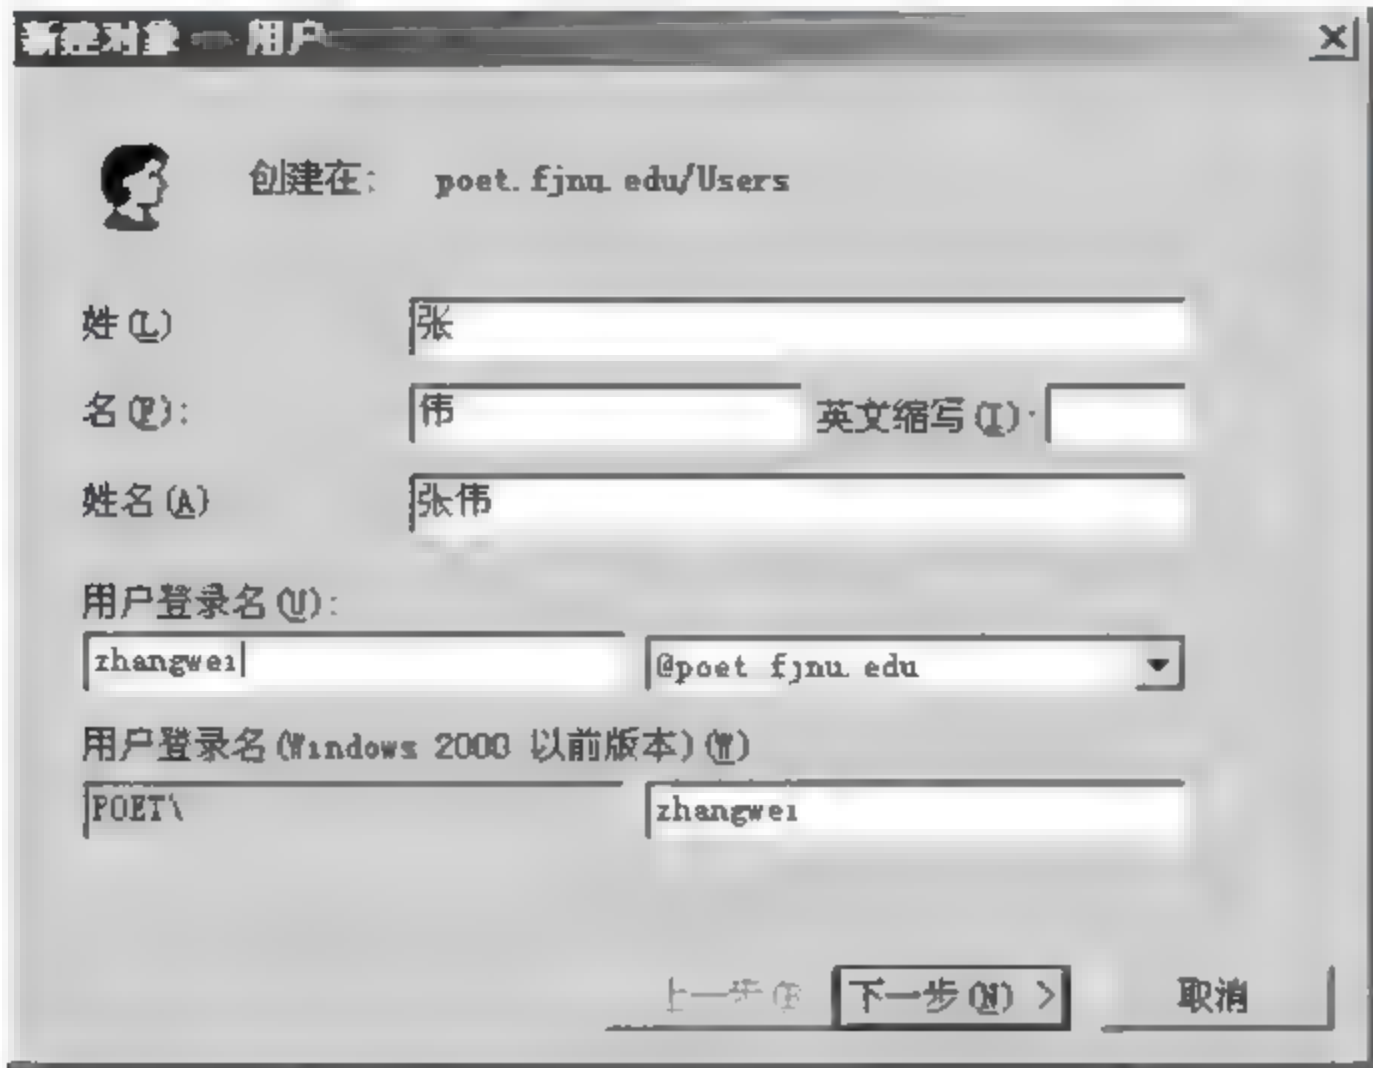 新建对象 — 用户
创建在: poet.fjnu.edu/Users
姓(L) 张
名(F): 伟 英文缩写(I):
姓名(A) 张伟
用户登录名(U):
zhangwei @poet.fjnu.edu
用户登录名(Windows 2000 以前版本)(W)
POET\ zhangwei
上一步(B 下一步(N) > 取消